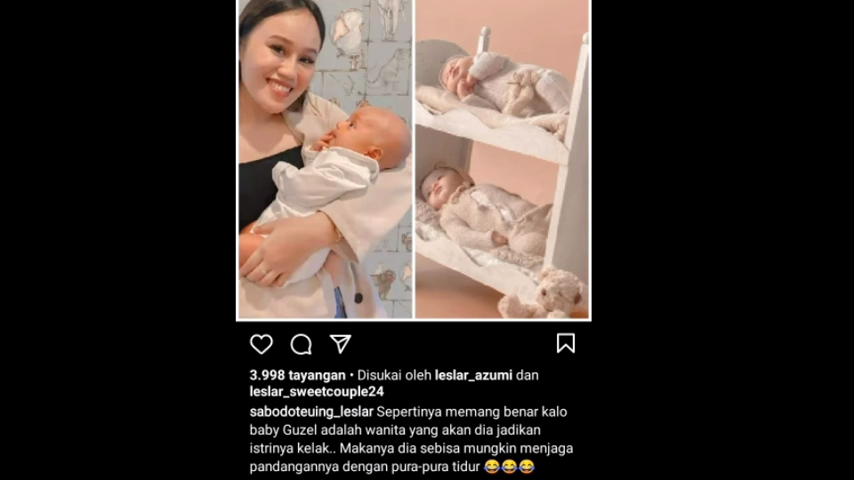 3.998 tayangan • Disukai oleh leslar_azumi dan
leslar_sweetcouple24
sabodoteuing_leslar Sepertinya memang benar kalo
baby Guzel adalah wanita yang akan dia jadikan
istrinya kelak.. Makanya dia sebisa mungkin menjaga
pandangannya dengan pura-pura tidur 😂😂😂